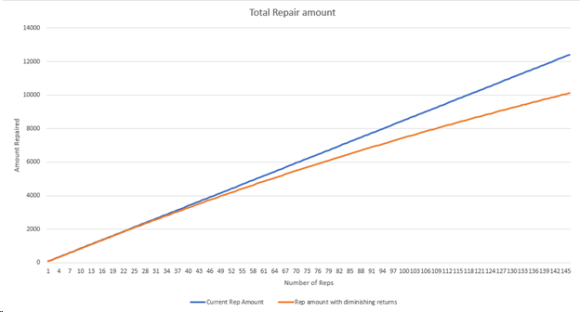 Total Repair amount
14000
12000
10000
8000
6000
4000
2000
0
Amount Repaired
1 4 7 10 13 16 19 22 25 28 31 34 37 40 43 46 49 52 55 58 61 64 67 70 73 76 79 82 85 88 91 94 97 100 103 106 109 112 115 118 121 124 127 130 133 136 139 142 145
Number of Reps
Current Rep Amount Rep amount with diminishing returns